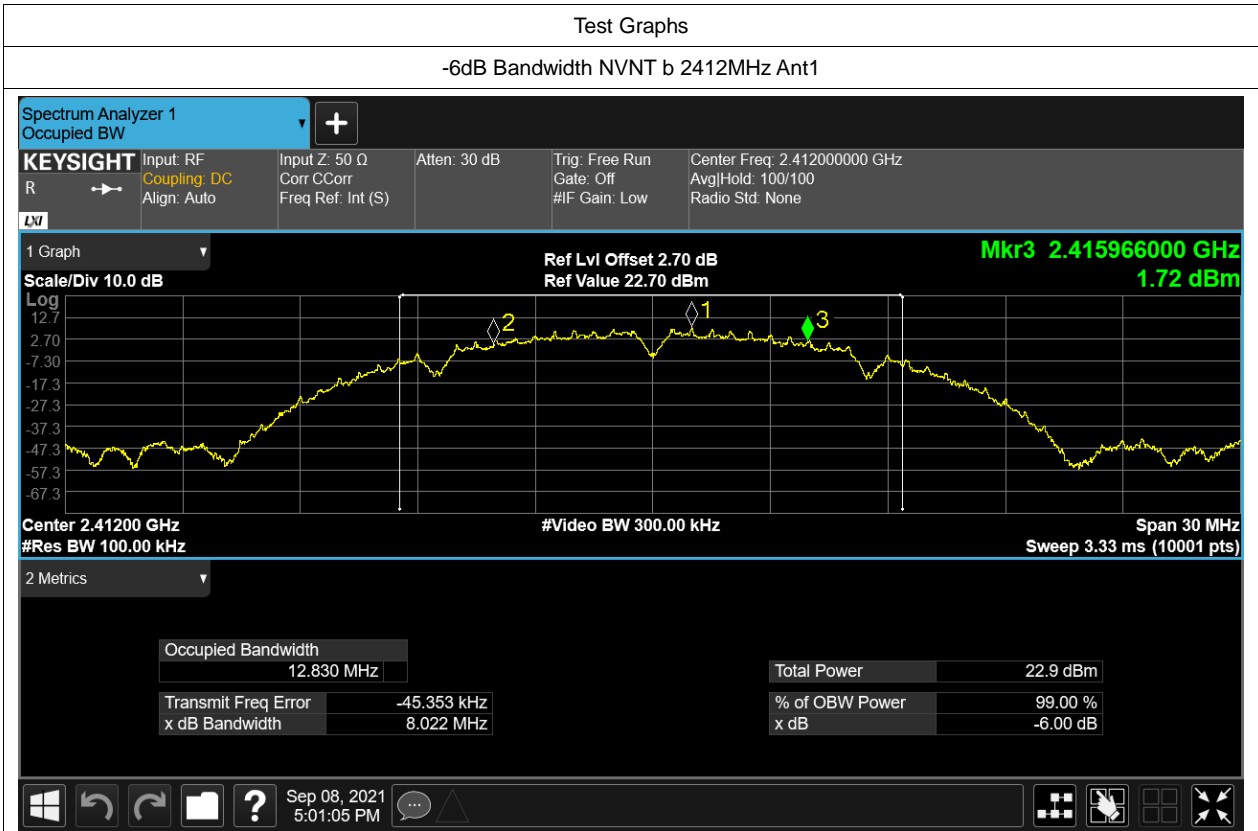 Test Graphs
-6dB Bandwidth NVNT b 2412MHz Ant1
Spectrum Analyzer 1
Occupied BW
+
KEYSIGHT Input: RF Input Z: 50 Ω Atten: 30 dB Trig: Free Run Center Freq: 2.412000000 GHz
R Coupling: DC Corr CCorr Gate: Off Avg|Hold: 100/100
Align: Auto Freq Ref: Int (S) #IF Gain: Low Radio Std: None
LXI
1 Graph Ref Lvl Offset 2.70 dB Mkr3 2.415966000 GHz
Scale/Div 10.0 dB Ref Value 22.70 dBm 1.72 dBm
Log
12.7
2.70
-7.30
-17.3
-27.3
-37.3
-47.3
-57.3
-67.3
2 1 3
Center 2.41200 GHz #Video BW 300.00 kHz Span 30 MHz
#Res BW 100.00 kHz Sweep 3.33 ms (10001 pts)
2 Metrics
Occupied Bandwidth
12.830 MHz Total Power 22.9 dBm
Transmit Freq Error -45.353 kHz % of OBW Power 99.00 %
x dB Bandwidth 8.022 MHz x dB -6.00 dB
? Sep 08, 2021
5:01:05 PM